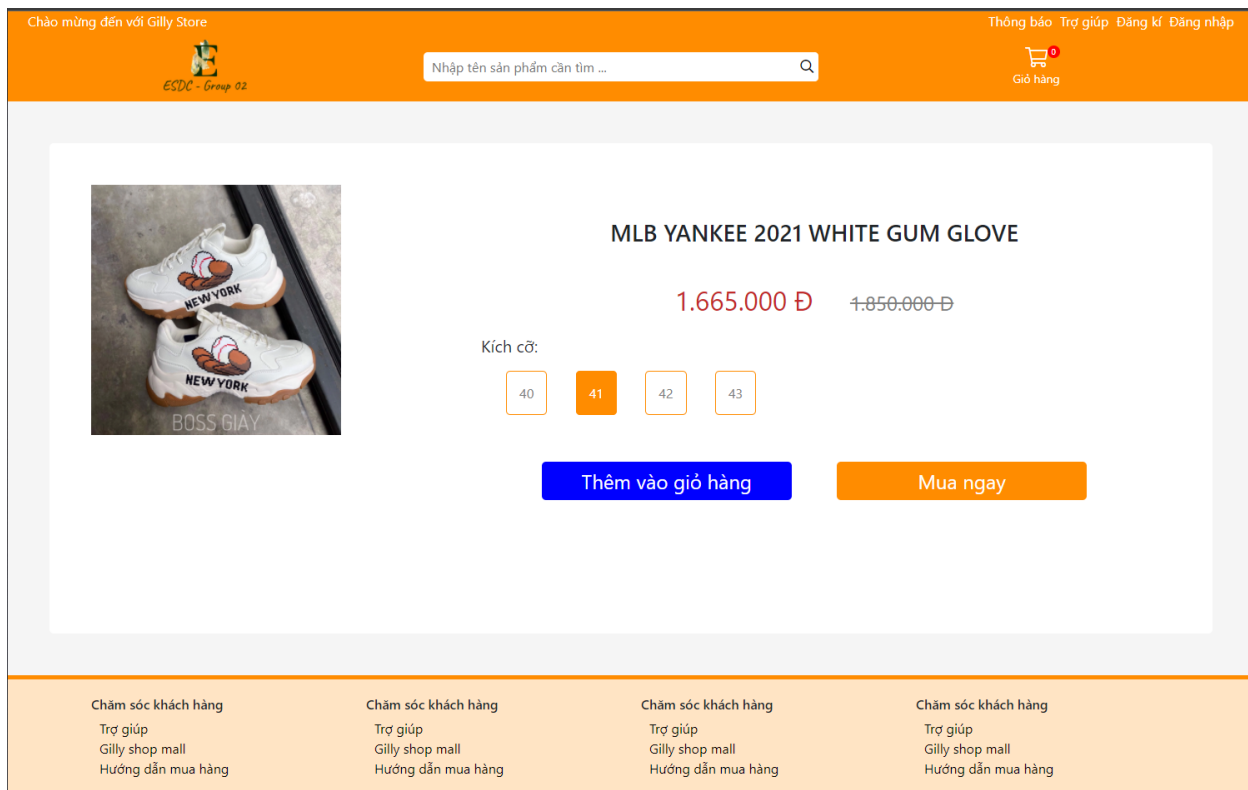 Chào mừng đến với Gilly Store
Thông báo Trợ giúp Đăng kí Đăng nhập
E
ESDC - Group 02
Nhập tên sản phẩm cần tìm ...
0
Giỏ hàng
NEW YORK
NEW YORK
BOSS GIÀY
MLB YANKEE 2021 WHITE GUM GLOVE
1.665.000 Đ 1.850.000 Đ
Kích cỡ:
40 41 42 43
Thêm vào giỏ hàng Mua ngay
Chăm sóc khách hàng Chăm sóc khách hàng Chăm sóc khách hàng Chăm sóc khách hàng
Trợ giúp Trợ giúp Trợ giúp Trợ giúp
Gilly shop mall Gilly shop mall Gilly shop mall Gilly shop mall
Hướng dẫn mua hàng Hướng dẫn mua hàng Hướng dẫn mua hàng Hướng dẫn mua hàng